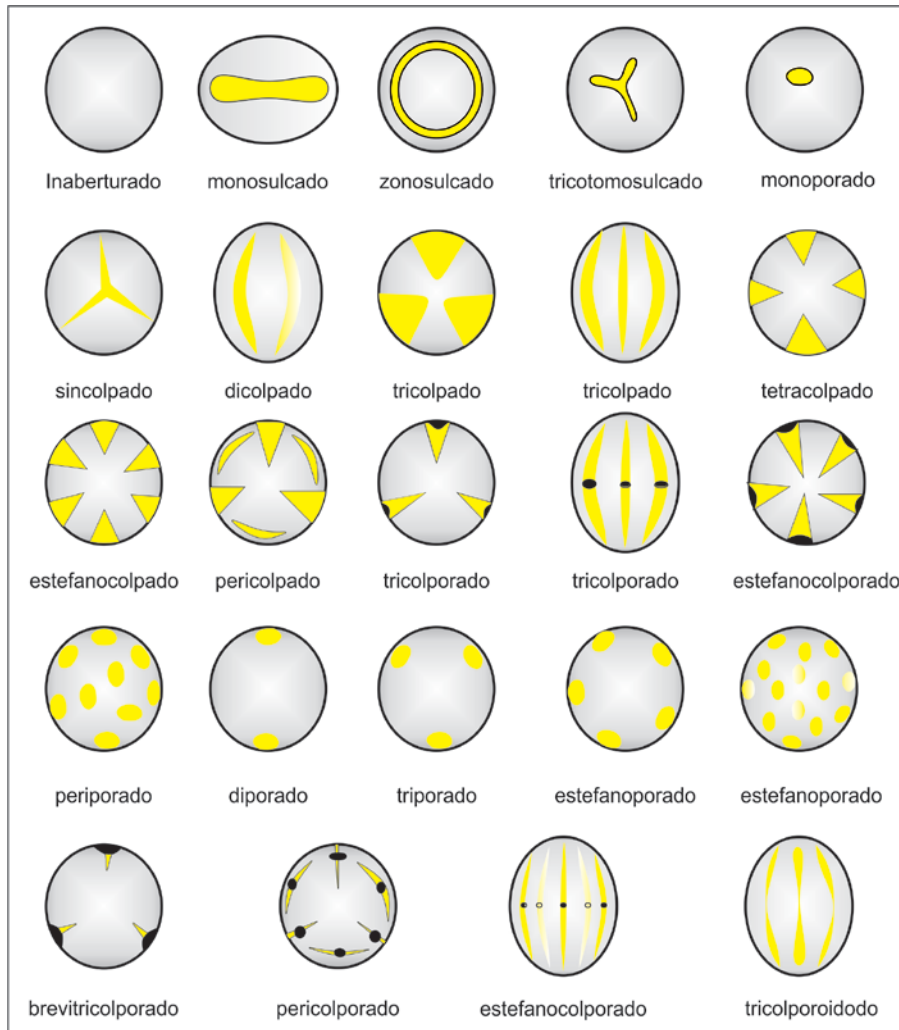 Inaberturado monosulcado zonosulcado tricotomosulcado monoporado
sincolpado dicolpado tricolpado tricolpado tetracolpado
estefanocolpado pericolpado tricolporado tricolporado estefanocolporado
periporado diporado triporado estefanoporado estefanoporado
brevitricolporado pericolporado estefanocolporado tricolporoidodo